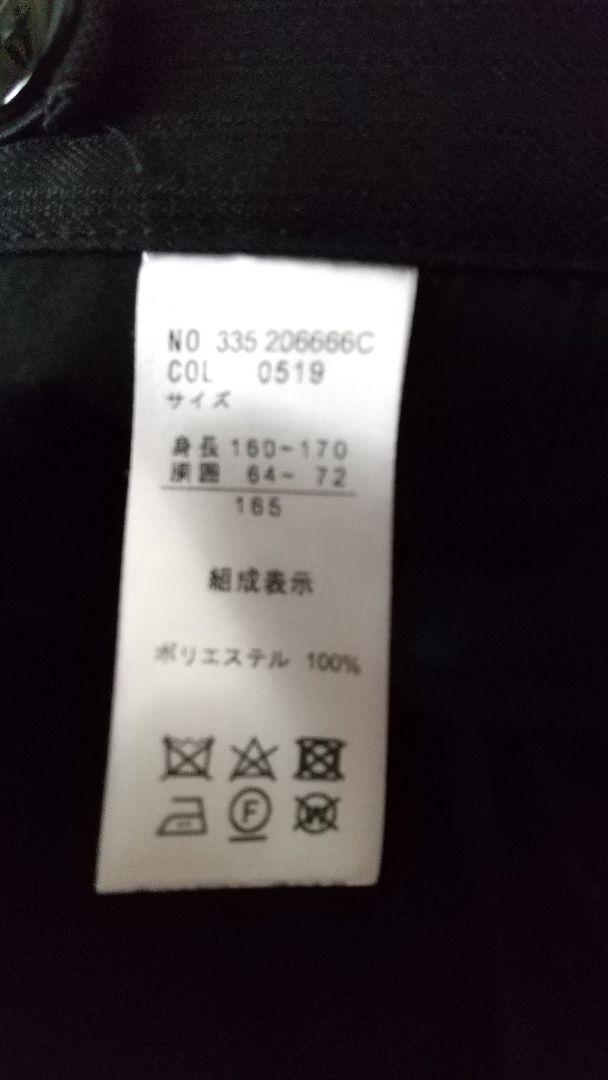 NO 335 206666C
COL 0519
サイズ
身長 160~170
胴囲 64~ 72
165
組成表示
ポリエステル 100%
F
W